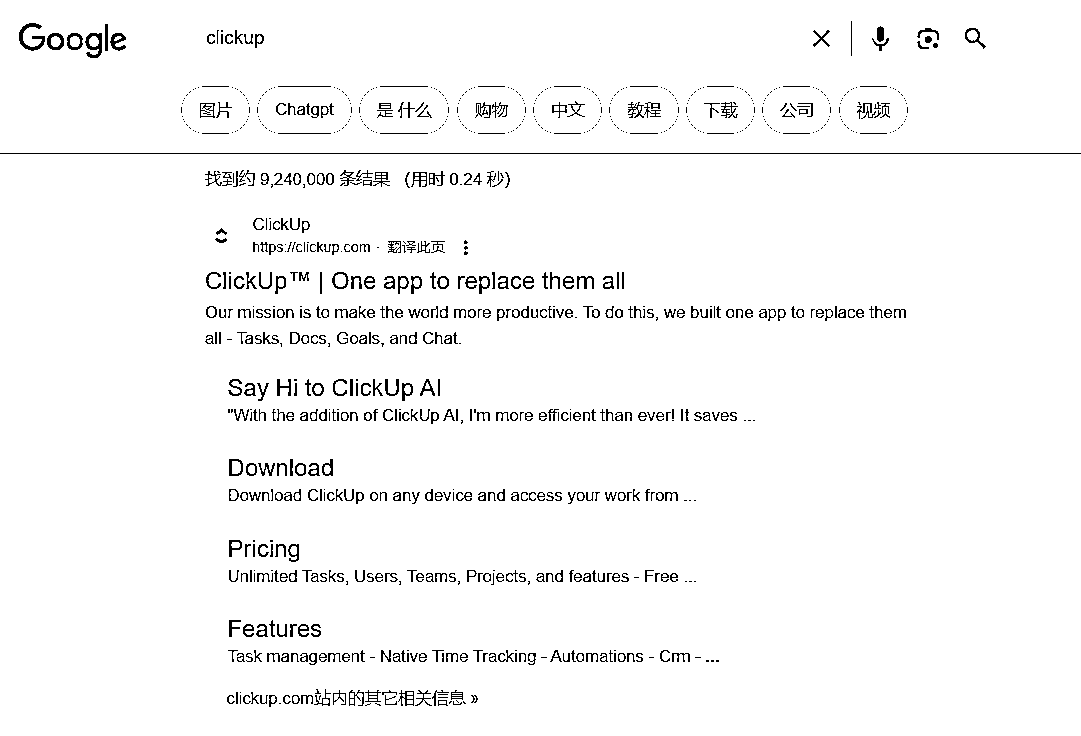 Google clickup
图片 Chatgpt 是 什么 购物 中文 教程 下载 公司 视频
找到约 9,240,000 条结果 (用时 0.24 秒)
ClickUp
https://clickup.com · 翻译此页
ClickUp™ | One app to replace them all
Our mission is to make the world more productive. To do this, we built one app to replace them
all - Tasks, Docs, Goals, and Chat.
Say Hi to ClickUp AI
"With the addition of ClickUp AI, I'm more efficient than ever! It saves ...
Download
Download ClickUp on any device and access your work from ...
Pricing
Unlimited Tasks, Users, Teams, Projects, and features - Free ...
Features
Task management - Native Time Tracking - Automations - Crm - ...
clickup.com站内的其它相关信息 »